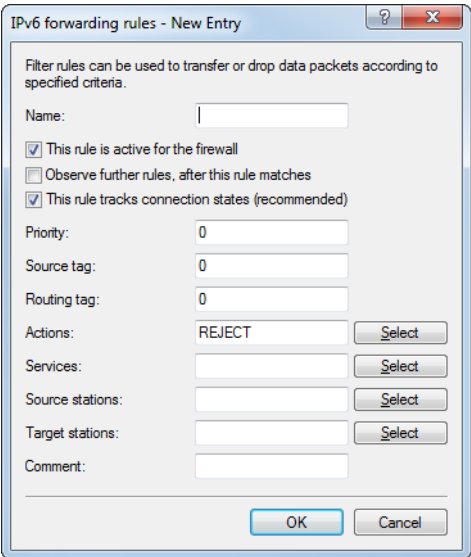 IPv6 forwarding rules - New Entry
?
Filter rules can be used to transfer or drop data packets according to
specified criteria.
Name:
This rule is active for the firewall
Observe further rules, after this rule matches
This rule tracks connection states (recommended)
Priority: 0
Source tag: 0
Routing tag: 0
Actions: REJECT Select
Services: Select
Source stations: Select
Target stations: Select
Comment:
OK Cancel